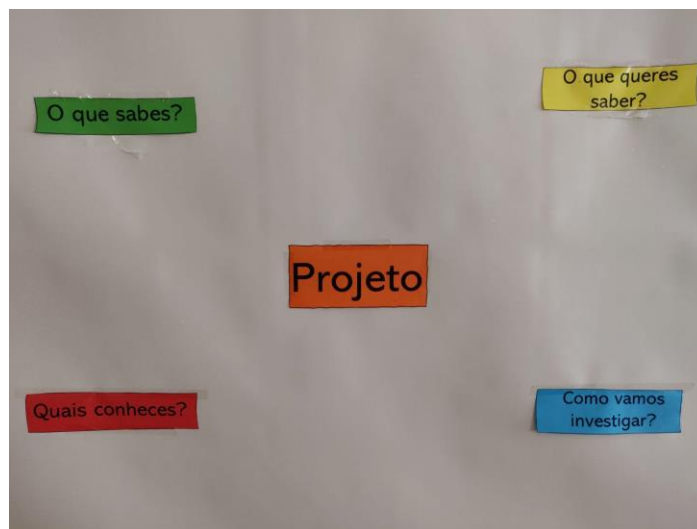 O que sabes?
O que queres
saber?
Projeto
Quais conheces?
Como vamos
investigar?